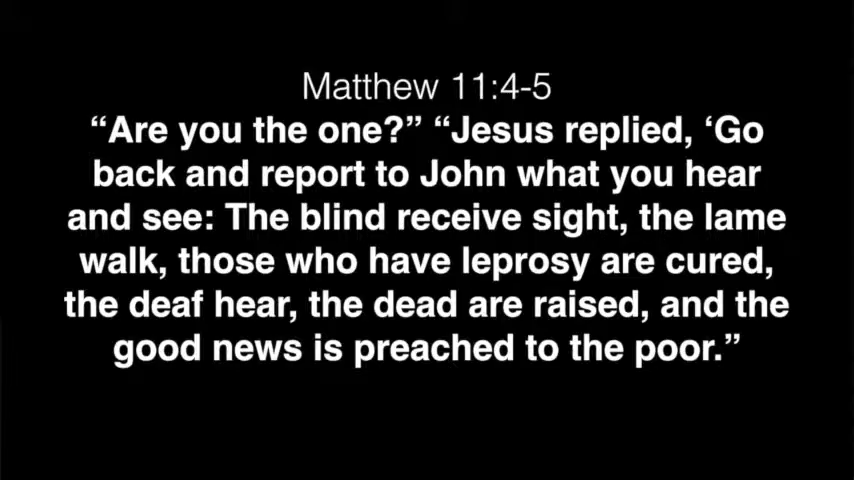 Matthew 11:4-5
“Are you the one?” “Jesus replied, ‘Go
back and report to John what you hear
and see: The blind receive sight, the lame
walk, those who have leprosy are cured,
the deaf hear, the dead are raised, and the
good news is preached to the poor.”